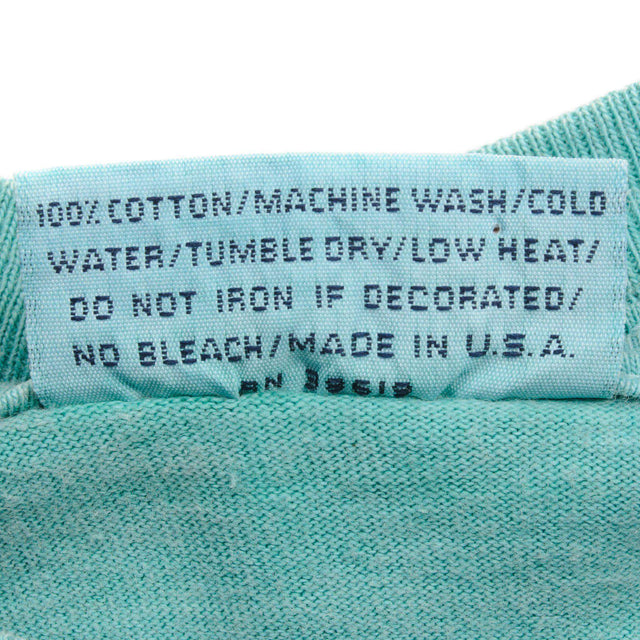 100% COTTON/MACHINE WASH/COLD
WATER/TUMBLE DRY/LOW HEAT/
DO NOT IRON IF DECORATED/
NO BLEACH/MADE IN U.S.A.
RN